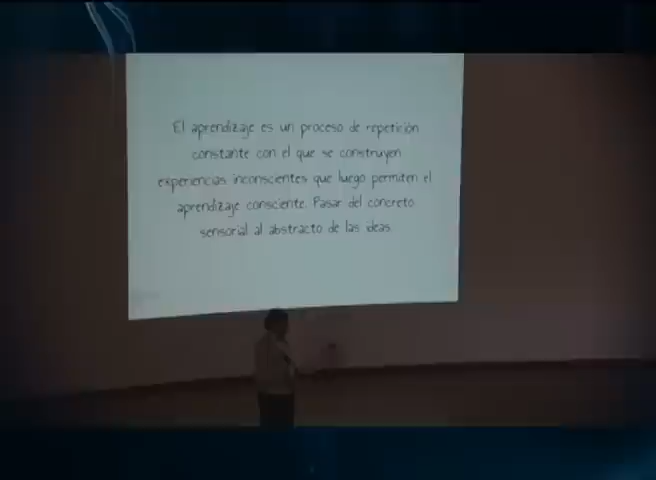 El aprendizaje es un proceso de repetición
constante con el que se construyen
experiencias inconscientes que luego permiten el
aprendizaje consciente. Pasar del concreto
sensorial al abstracto de las ideas.